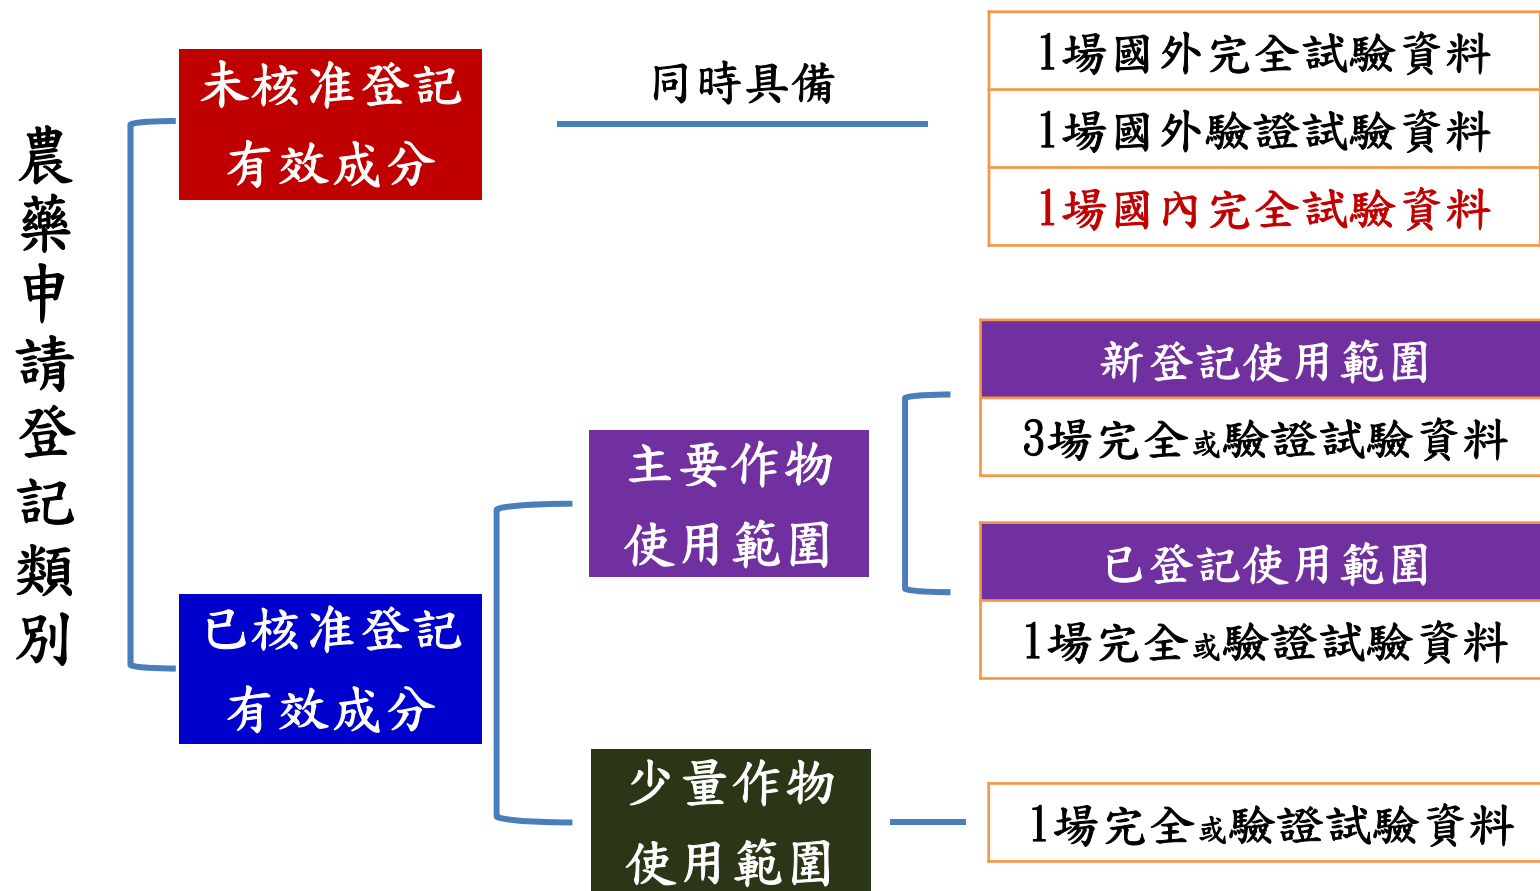 農藥申請登記類別
未核准登記
有效成分
同時具備
1場國外完全試驗資料
1場國外驗證試驗資料
1場國內完全試驗資料
已核准登記
有效成分
主要作物
使用範圍
新登記使用範圍
3場完全或驗證試驗資料
已登記使用範圍
1場完全或驗證試驗資料
少量作物
使用範圍
1場完全或驗證試驗資料